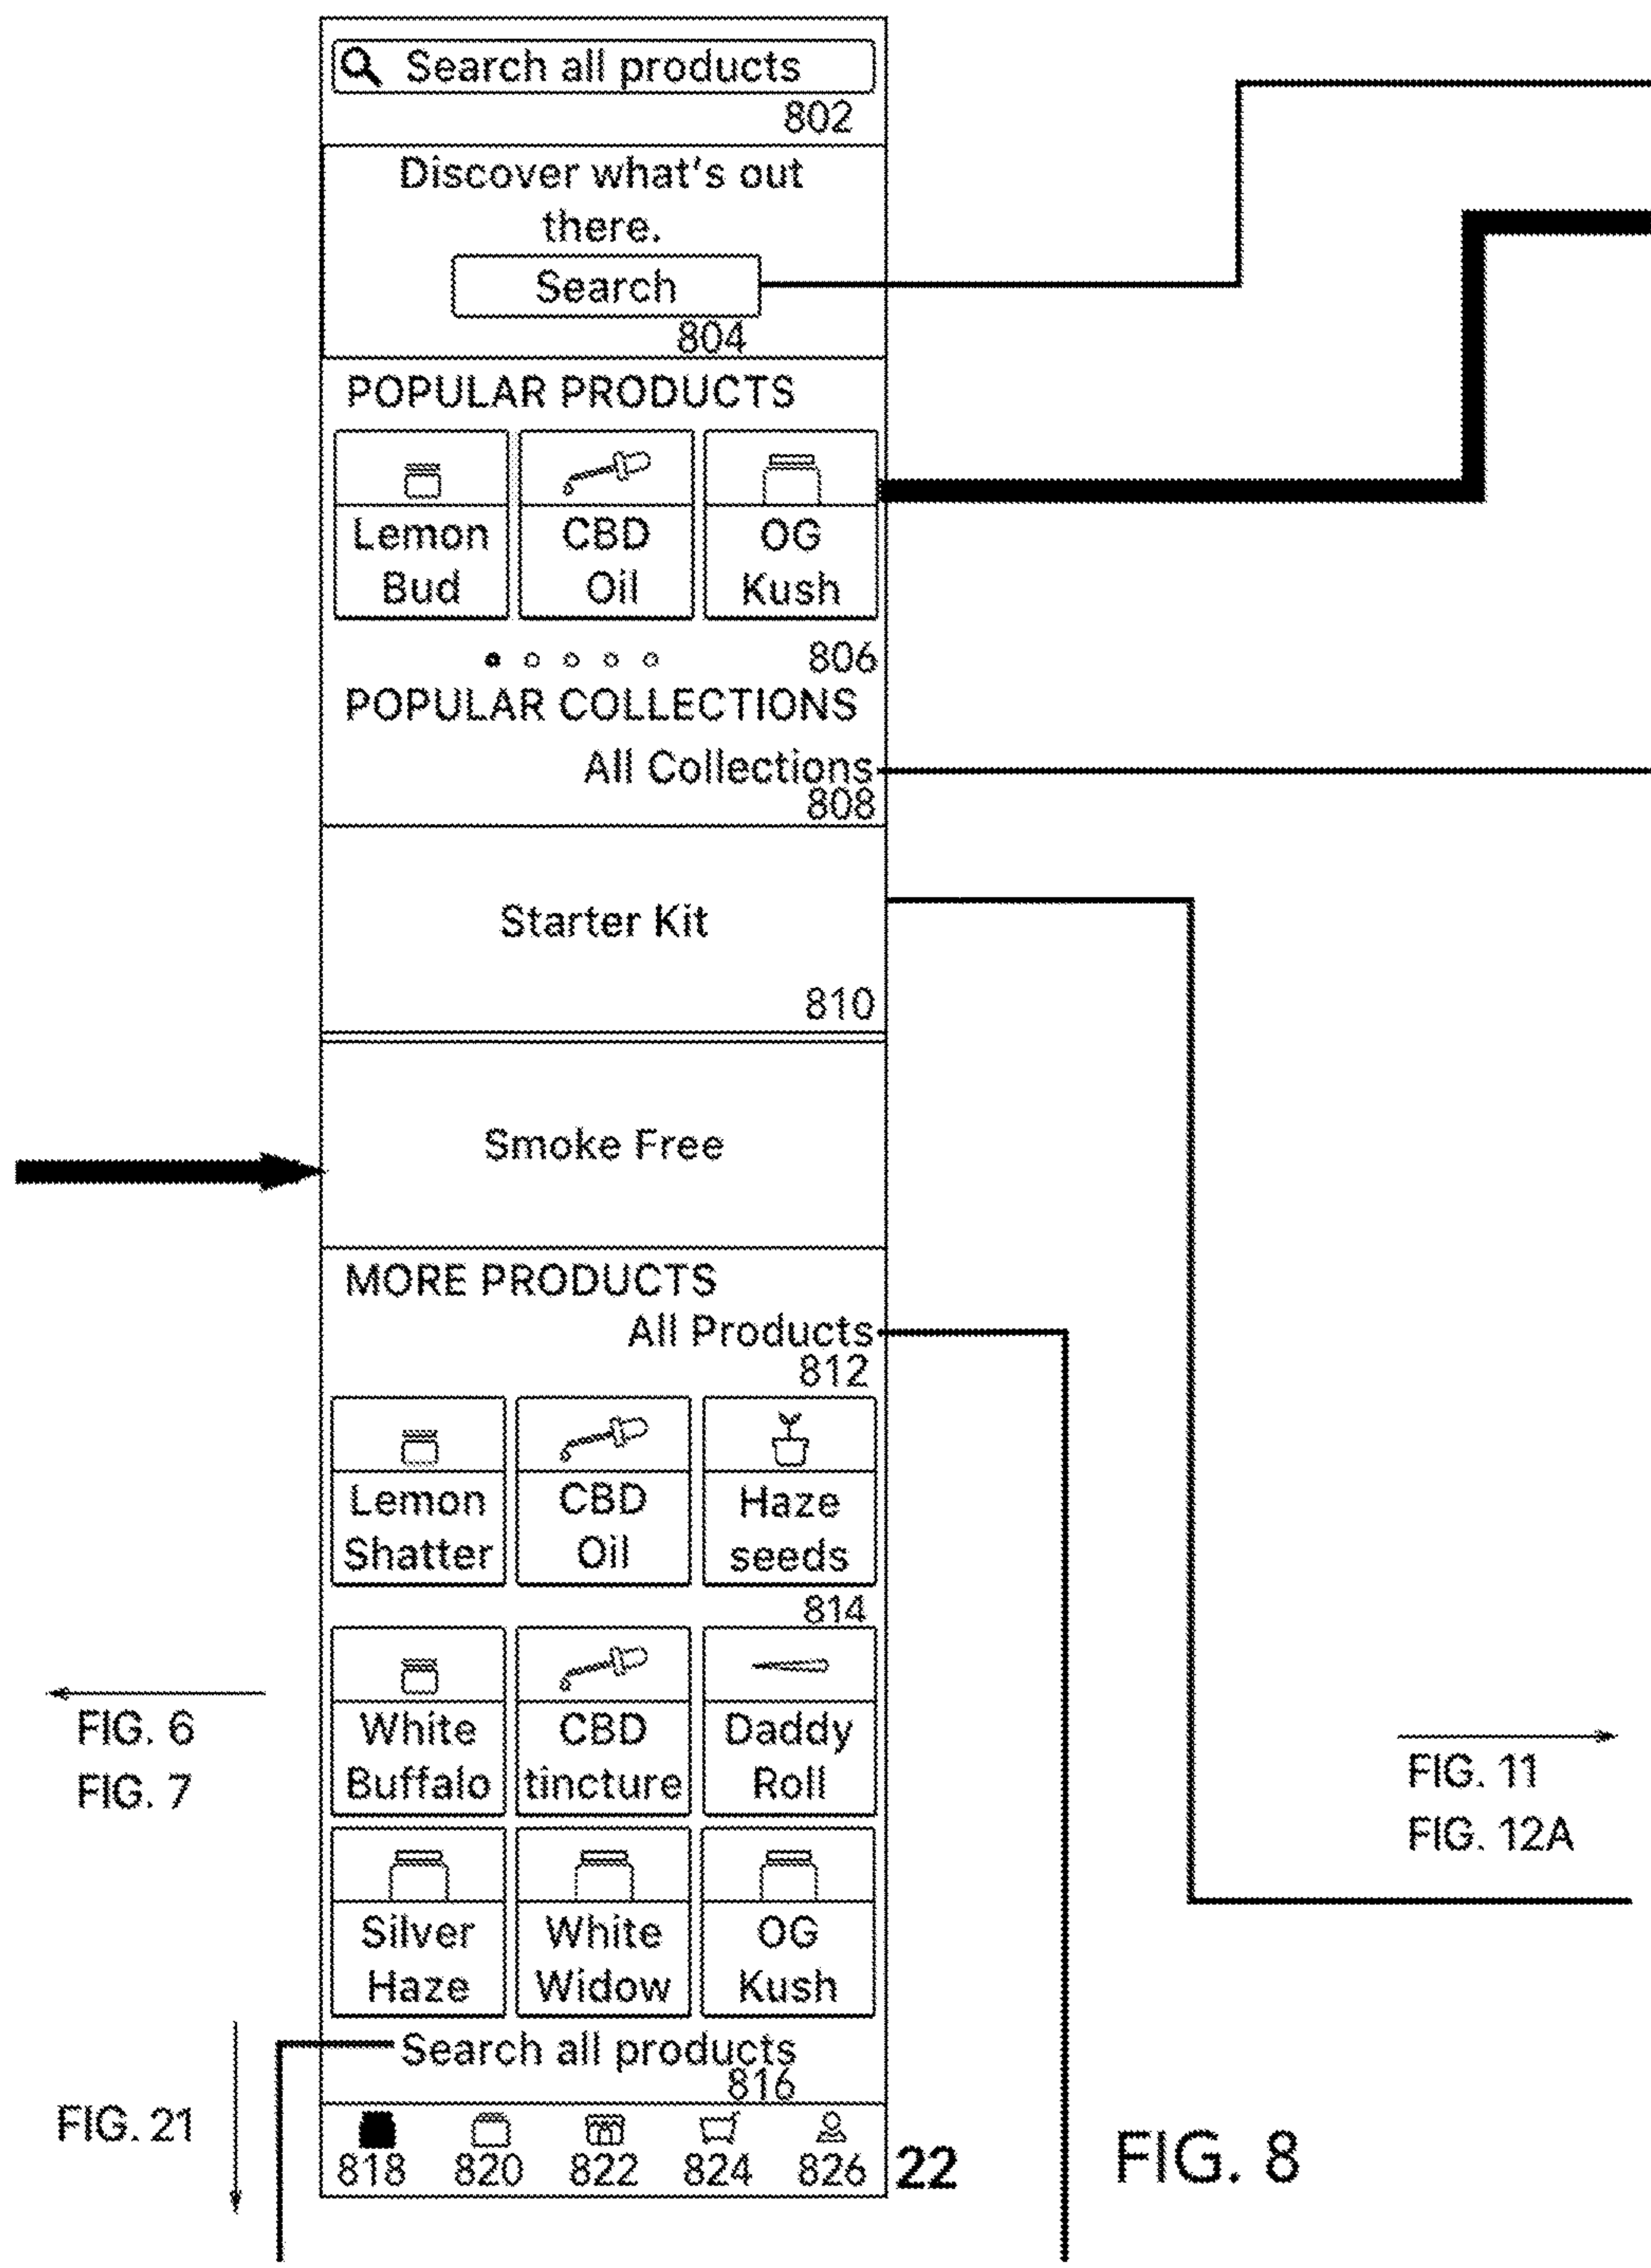 Search all products
802
Discover what's out
there.
Search
804
POPULAR PRODUCTS
Lemon
Bud
CBD
Oil
OG
Kush
806
POPULAR COLLECTIONS
All Collections
808
Starter Kit
810
Smoke Free
MORE PRODUCTS
All Products
812
Lemon
Shatter
CBD
Oil
Haze
seeds
814
White
Buffalo
CBD
tincture
Daddy
Roll
Silver
Haze
White
Widow
OG
Kush
Search all products
816
818 820 822 824 826
22
FIG. 6
FIG. 7
FIG. 11
FIG. 12A
FIG. 21
FIG. 8